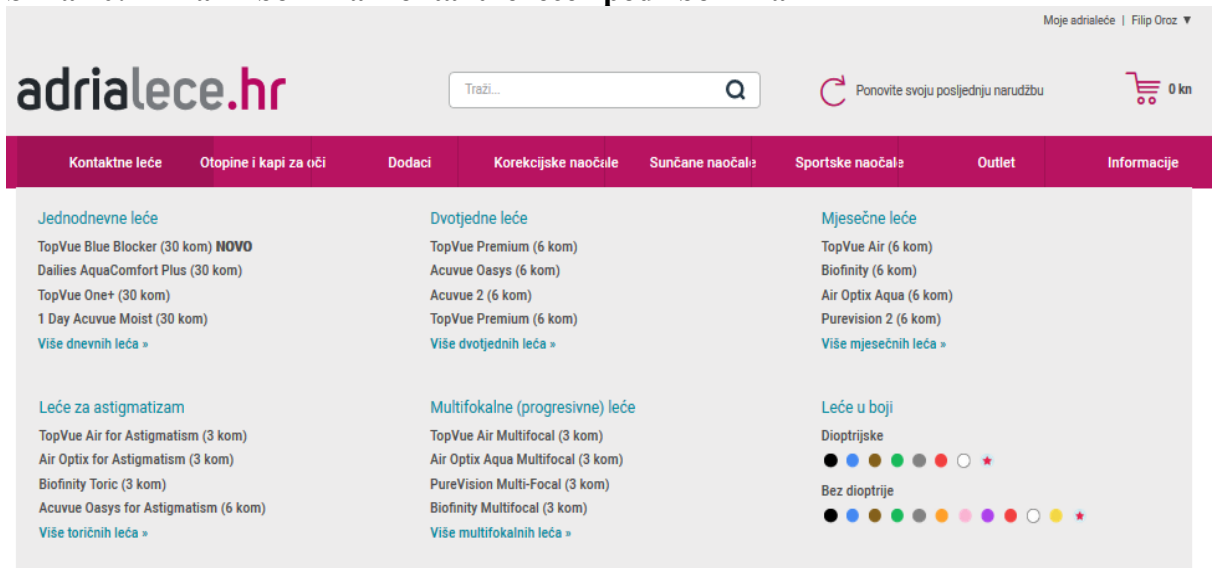 Moje adrialeće | Filip Oroz ▼
adrialece.hr
Traži...
Ponovite svoju posljednju narudžbu
0 kn
Kontaktne leće Otopine i kapi za oči Dodaci Korekcijske naočale Sunčane naočale Sportske naočale Outlet Informacije
Jednodnevne leće
TopVue Blue Blocker (30 kom) NOVO
Dailies AquaComfort Plus (30 kom)
TopVue One+ (30 kom)
1 Day Acuvue Moist (30 kom)
Više dnevnih leća »
Dvotjedne leće
TopVue Premium (6 kom)
Acuvue Oasys (6 kom)
Acuvue 2 (6 kom)
TopVue Premium (6 kom)
Više dvotjednih leća »
Mjesečne leće
TopVue Air (6 kom)
Biofinity (6 kom)
Air Optix Aqua (6 kom)
Purevision 2 (6 kom)
Više mjesečnih leća »
Leće za astigmatizam
TopVue Air for Astigmatism (3 kom)
Air Optix for Astigmatism (3 kom)
Biofinity Toric (3 kom)
Acuvue Oasys for Astigmatism (6 kom)
Više toričnih leća »
Multifokalne (progresivne) leće
TopVue Air Multifocal (3 kom)
Air Optix Aqua Multifocal (3 kom)
PureVision Multi-Focal (3 kom)
Biofinity Multifocal (3 kom)
Više multifokalnih leća »
Leće u boji
Dioptrijske
Bez dioptrije